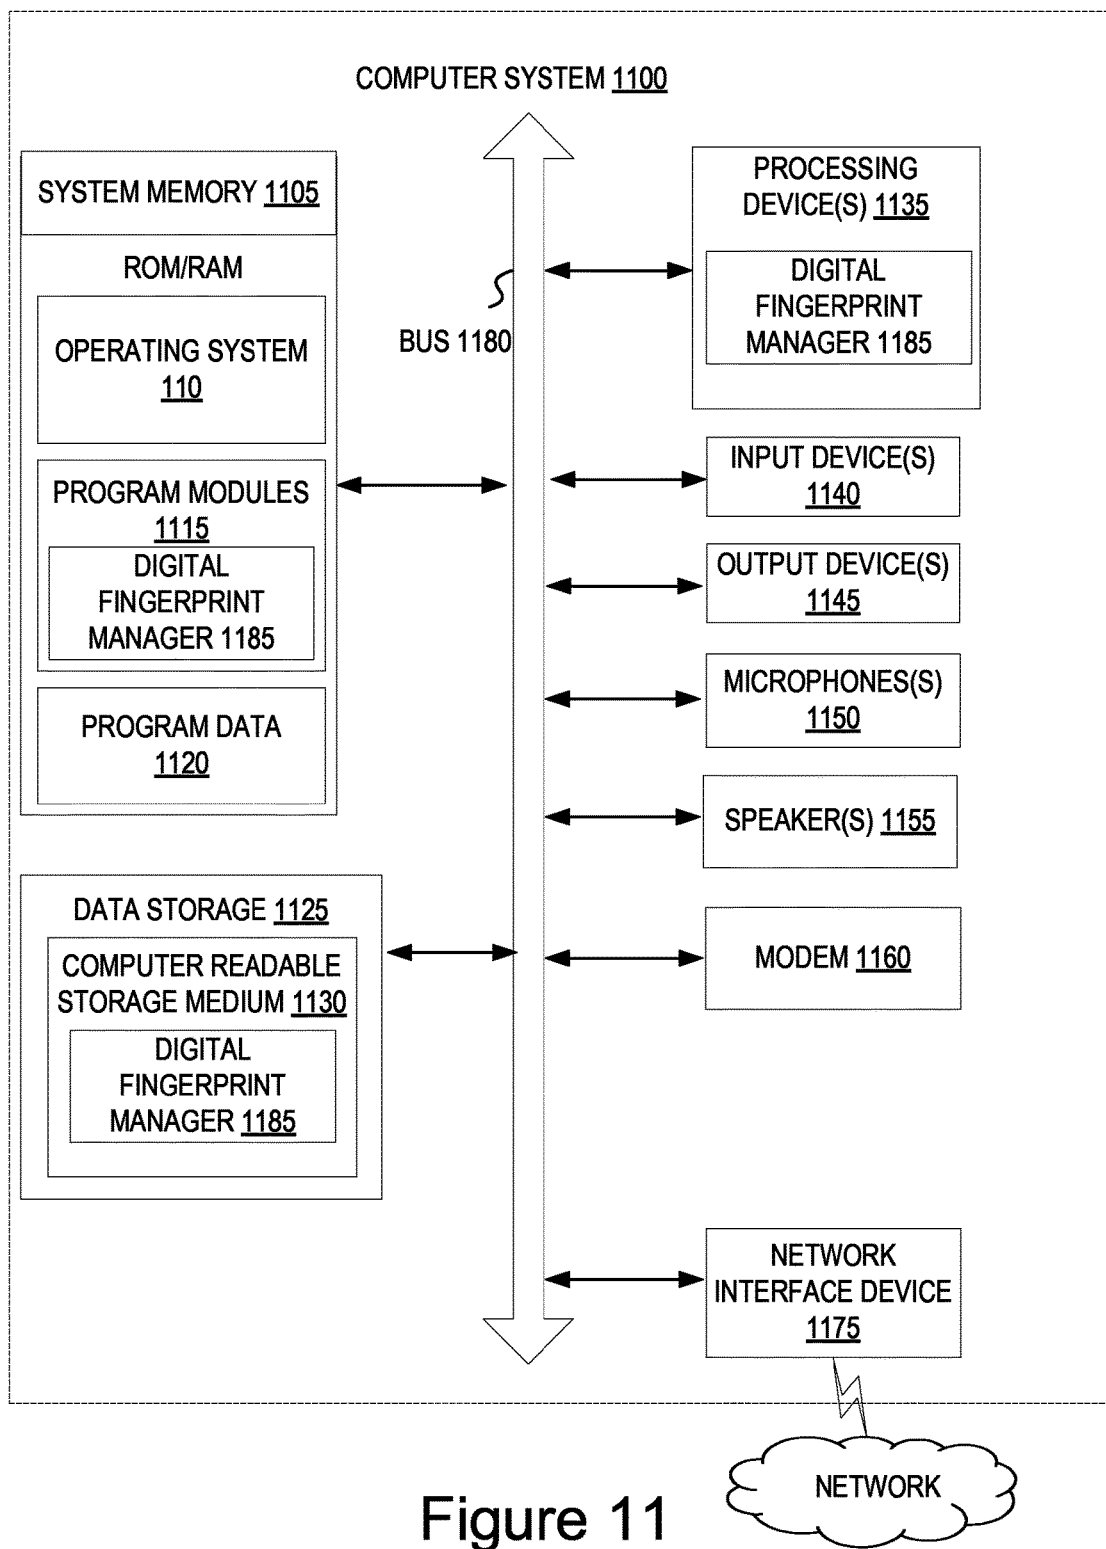 COMPUTER SYSTEM 1100
SYSTEM MEMORY 1105
ROM/RAM
OPERATING SYSTEM
110
PROGRAM MODULES
1115
DIGITAL
FINGERPRINT
MANAGER 1185
PROGRAM DATA
1120
DATA STORAGE 1125
COMPUTER READABLE
STORAGE MEDIUM 1130
DIGITAL
FINGERPRINT
MANAGER 1185
BUS 1180
PROCESSING
DEVICE(S) 1135
DIGITAL
FINGERPRINT
MANAGER 1185
INPUT DEVICE(S)
1140
OUTPUT DEVICE(S)
1145
MICROPHONES(S)
1150
SPEAKER(S) 1155
MODEM 1160
NETWORK
INTERFACE DEVICE
1175
NETWORK
Figure 11